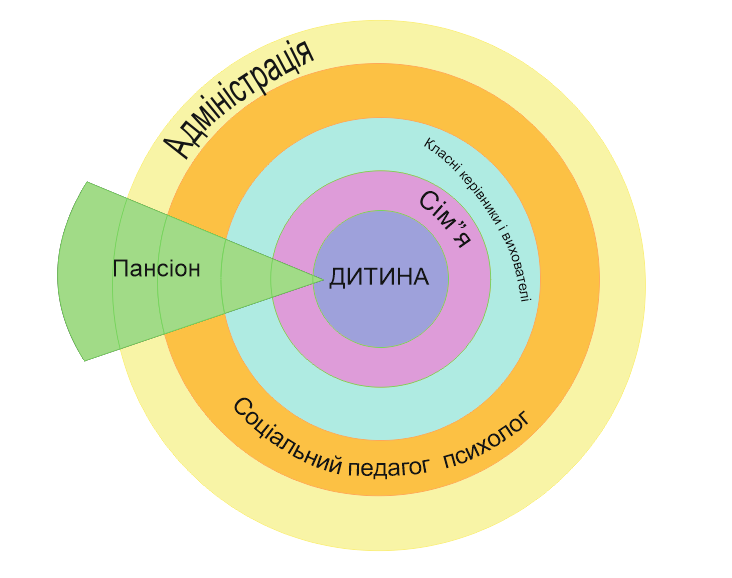 Адміністрація
Класні керівники і вихователі
Сім”я
Пансіон
ДИТИНА
Соціальний педагог психолог